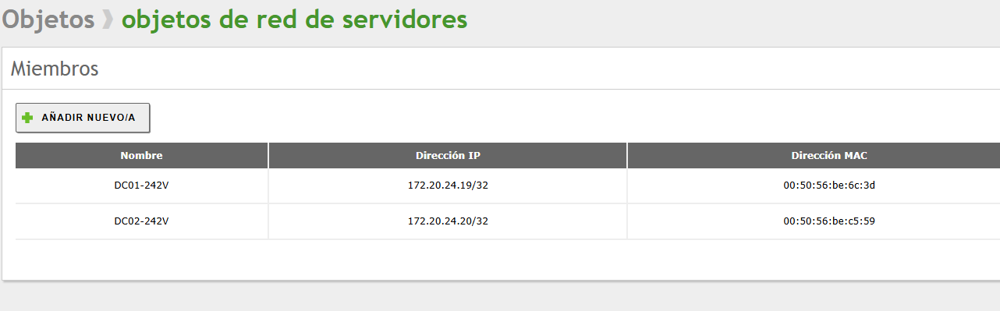 Objetos objetos de red de servidores
Miembros
AÑADIR NUEVO/A
Nombre Dirección IP Dirección MAC
DC01-242V 172.20.24.19/32 00:50:56:be:6c:3d
DC02-242V 172.20.24.20/32 00:50:56:be:c5:59